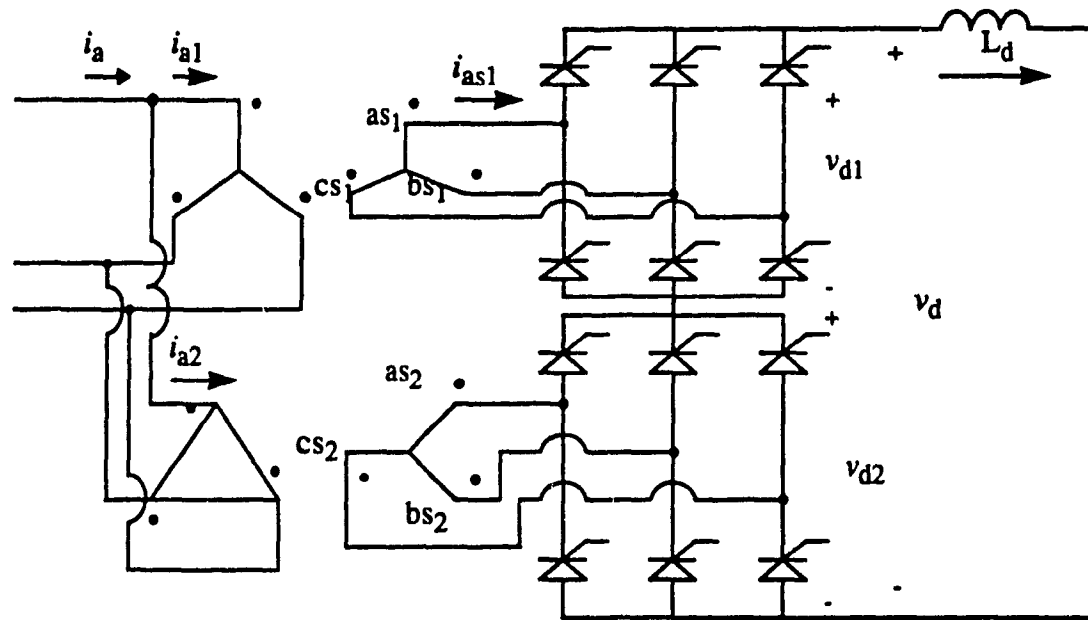 i_a i_a1
i_as1
+ L_d
as_1
+
cs_1 bs_1
v_d1
-
+
v_d
i_a2
as_2
cs_2
v_d2
bs_2
- -